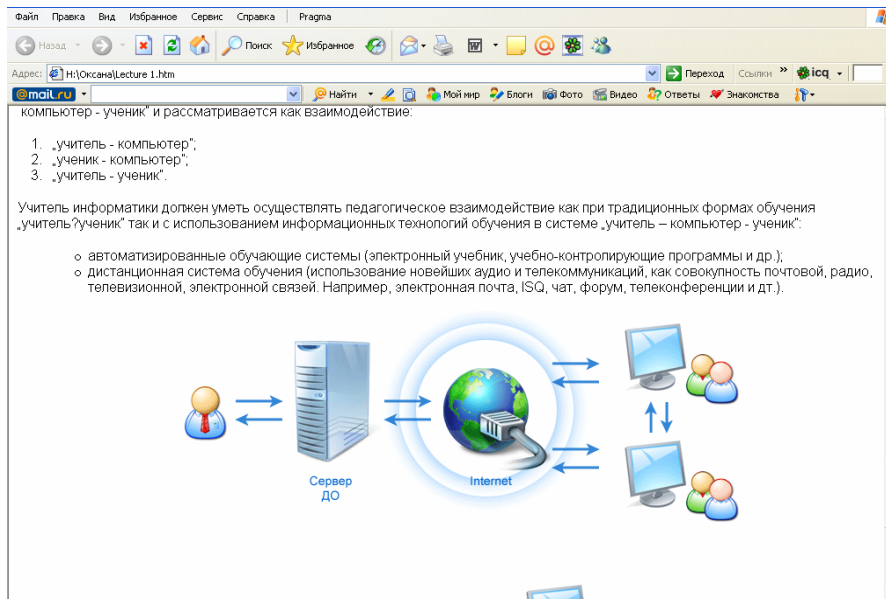 Файл Правка Вид Избранное Сервис Справка Pragma
Назад Поиск Избранное
Адрес: H:\Оксана\Lecture 1.htm Переход Ссылки » icq
@mail.ru Найти Мой мир Блоги Фото Видео Ответы Знакомства
компьютер - ученик" и рассматривается как взаимодействие:
1. „учитель - компьютер";
2. „ученик - компьютер";
3. „учитель - ученик".
Учитель информатики должен уметь осуществлять педагогическое взаимодействие как при традиционных формах обучения
„учитель?ученик" так и с использованием информационных технологий обучения в системе „учитель – компьютер - ученик":
автоматизированные обучающие системы (электронный учебник, учебно-контролирующие программы и др.);
дистанционная система обучения (использование новейших аудио и телекоммуникаций, как совокупность почтовой, радио,
телевизионной, электронной связей. Например, электронная почта, ISQ, чат, форум, телеконференции и дт.).
Сервер
ДО
Internet